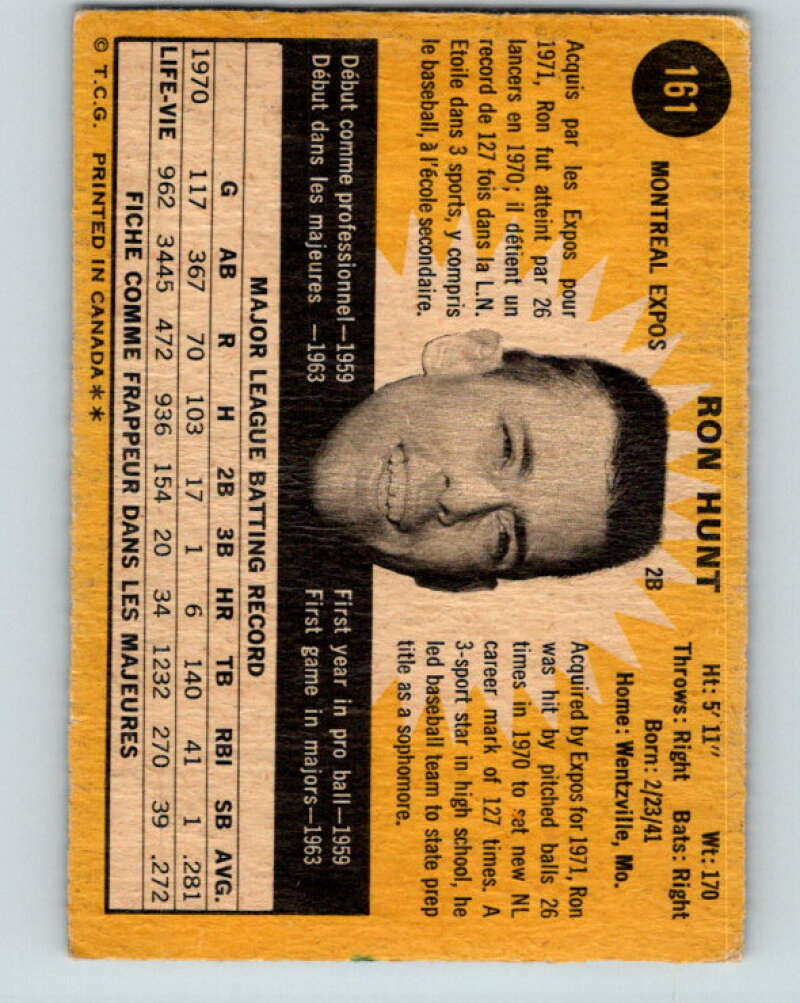 161
RON HUNT
MONTREAL EXPOS
2B
Ht: 5' 11" Wt: 170
Throws: Right Bats: Right
Born: 2/23/41
Home: Wentzville, Mo.
Acquis par les Expos pour
1971, Ron fut atteint par 26
lancers en 1970; il détient un
record de 127 fois dans la L.N.
Etoile dans 3 sports, y compris
le baseball, à l'école secondaire.
Acquired by Expos for 1971, Ron
was hit by pitched balls 26
times in 1970 to set new NL
career mark of 127 times. A
3-sport star in high school, he
led baseball team to state prep
title as a sophomore.
Début comme professionnel—1959
Début dans les majeures —1963
First year in pro ball—1959
First game in majors—1963
MAJOR LEAGUE BATTING RECORD
G AB R H 2B 3B HR TB RBI SB AVG.
1970 117 367 70 103 17 1 6 140 41 1 .281
LIFE-VIE 962 3445 472 936 154 20 34 1232 270 39 .272
FICHE COMME FRAPPEUR DANS LES MAJEURES
© T.C.G. PRINTED IN CANADA**